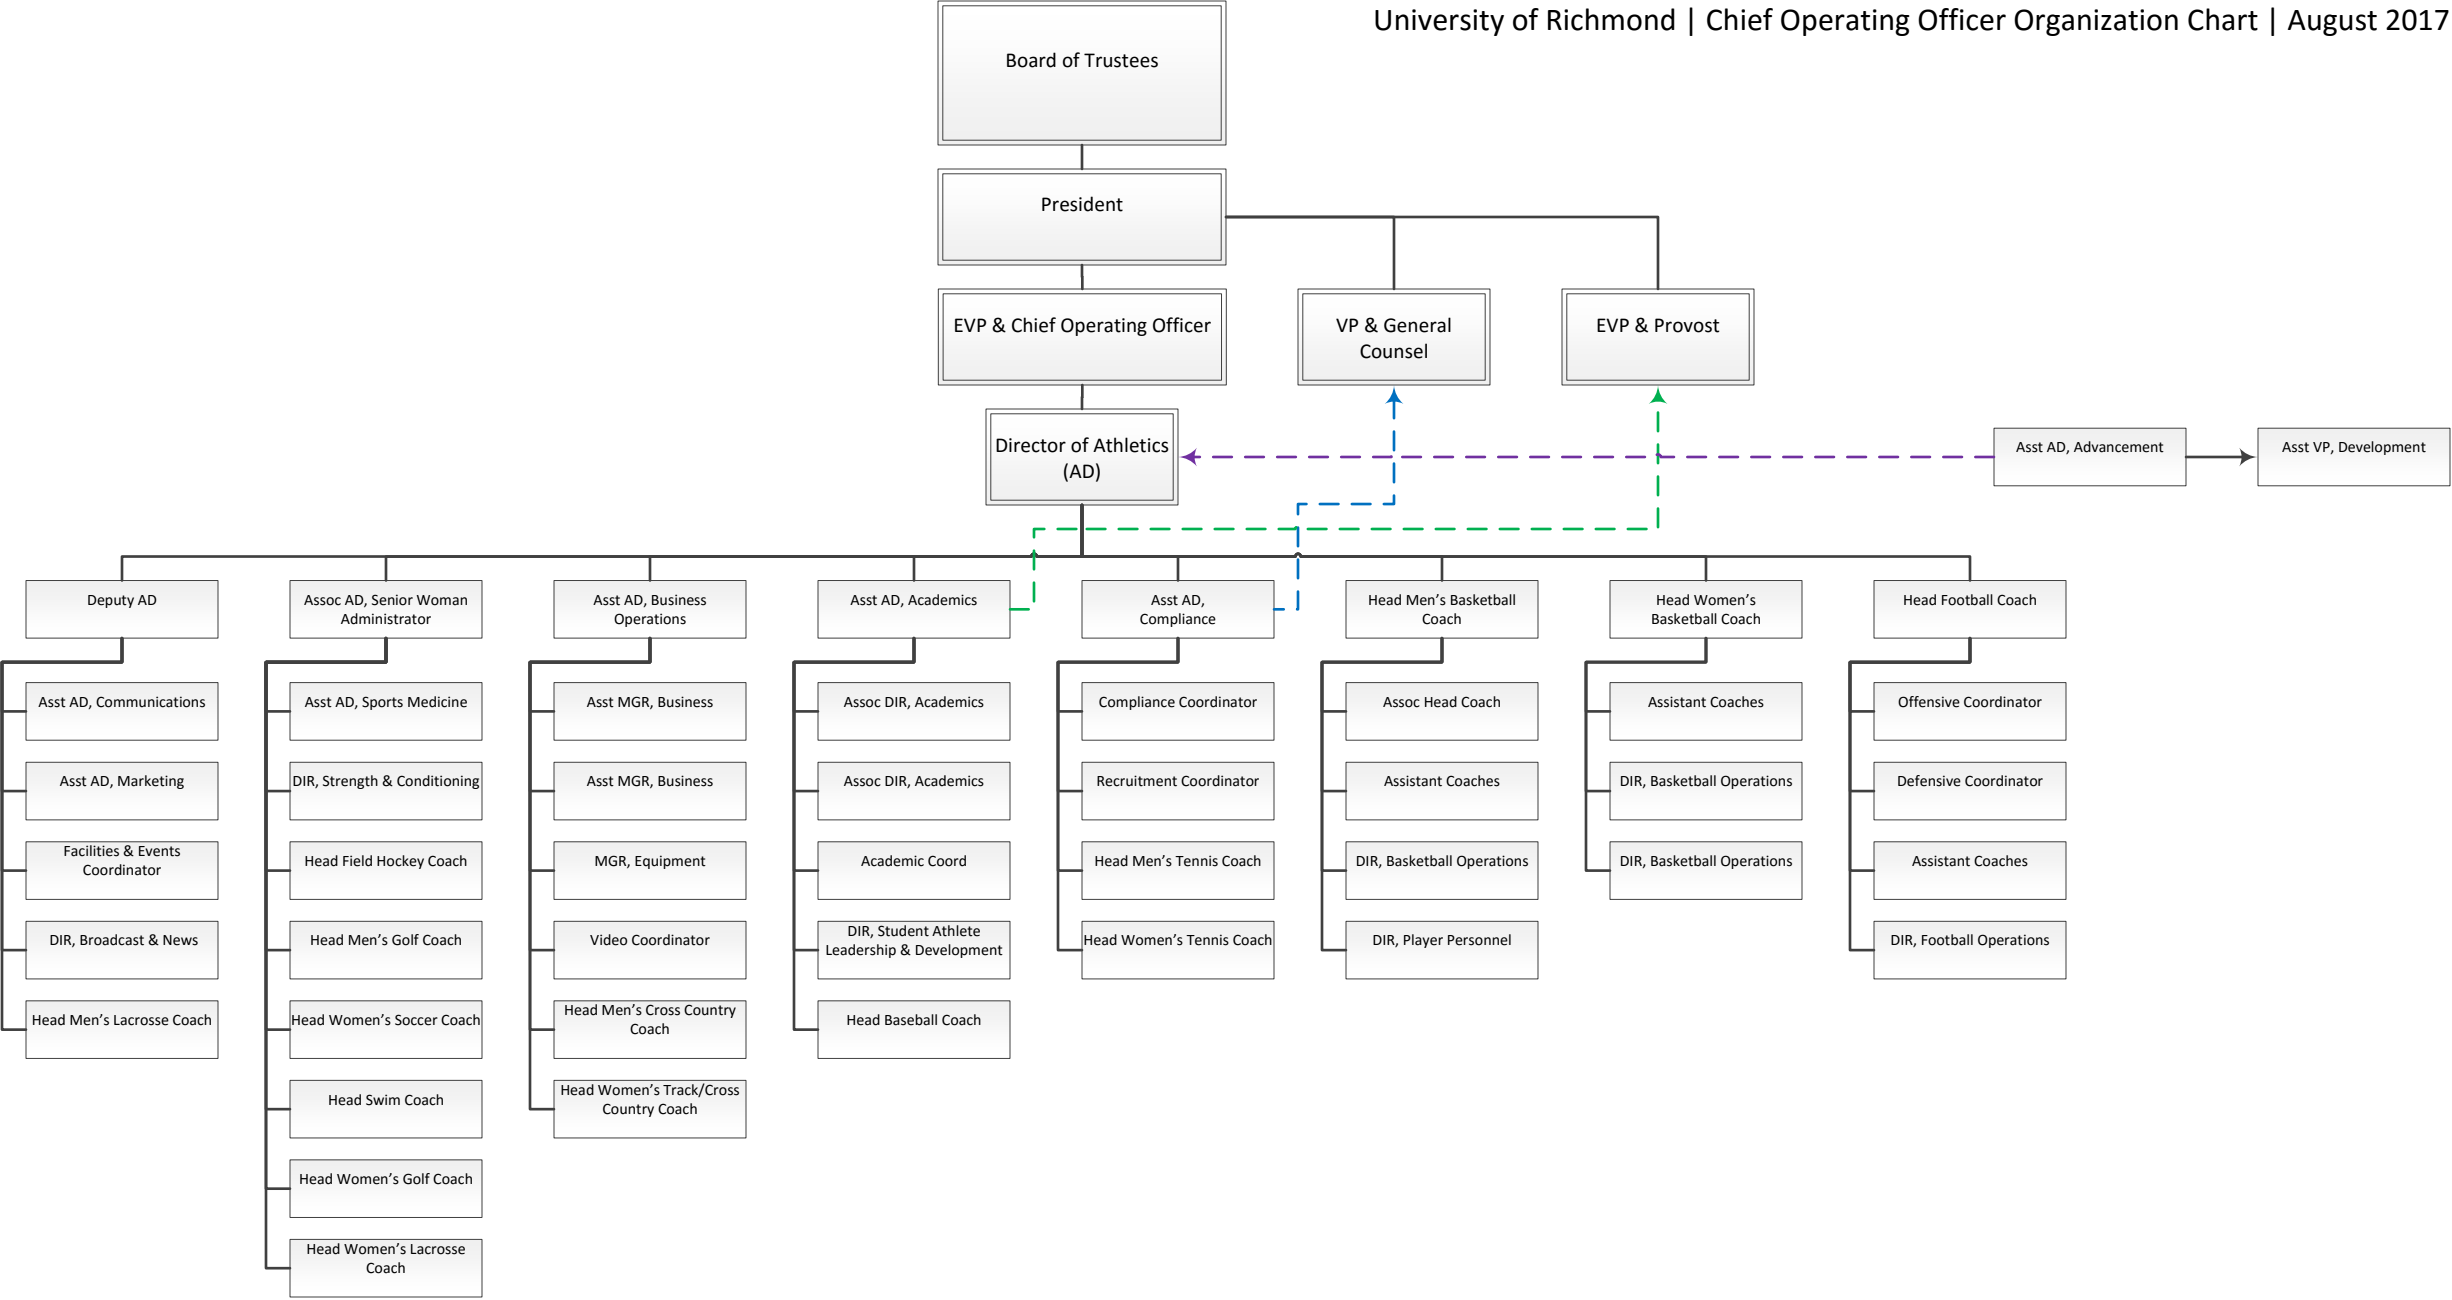 University of Richmond | Chief Operating Officer Organization Chart | August 2017
Board of Trustees
President
EVP & Chief Operating Officer
VP & General
Counsel
EVP & Provost
Director of Athletics
(AD)
Asst AD, Advancement
Asst VP, Development
Deputy AD
Assoc AD, Senior Woman
Administrator
Asst AD, Business
Operations
Asst AD, Academics
Asst AD,
Compliance
Head Men’s Basketball
Coach
Head Women’s
Basketball Coach
Head Football Coach
Asst AD, Communications
Asst AD, Marketing
Facilities & Events
Coordinator
DIR, Broadcast & News
Head Men’s Lacrosse Coach
Asst AD, Sports Medicine
DIR, Strength & Conditioning
Head Field Hockey Coach
Head Men’s Golf Coach
Head Women’s Soccer Coach
Head Swim Coach
Head Women’s Golf Coach
Head Women’s Lacrosse
Coach
Asst MGR, Business
Asst MGR, Business
MGR, Equipment
Video Coordinator
Head Men’s Cross Country
Coach
Head Women’s Track/Cross
Country Coach
Assoc DIR, Academics
Assoc DIR, Academics
Academic Coord
DIR, Student Athlete
Leadership & Development
Head Baseball Coach
Compliance Coordinator
Recruitment Coordinator
Head Men’s Tennis Coach
Head Women’s Tennis Coach
Assoc Head Coach
Assistant Coaches
DIR, Basketball Operations
DIR, Player Personnel
Assistant Coaches
DIR, Basketball Operations
DIR, Basketball Operations
Offensive Coordinator
Defensive Coordinator
Assistant Coaches
DIR, Football Operations